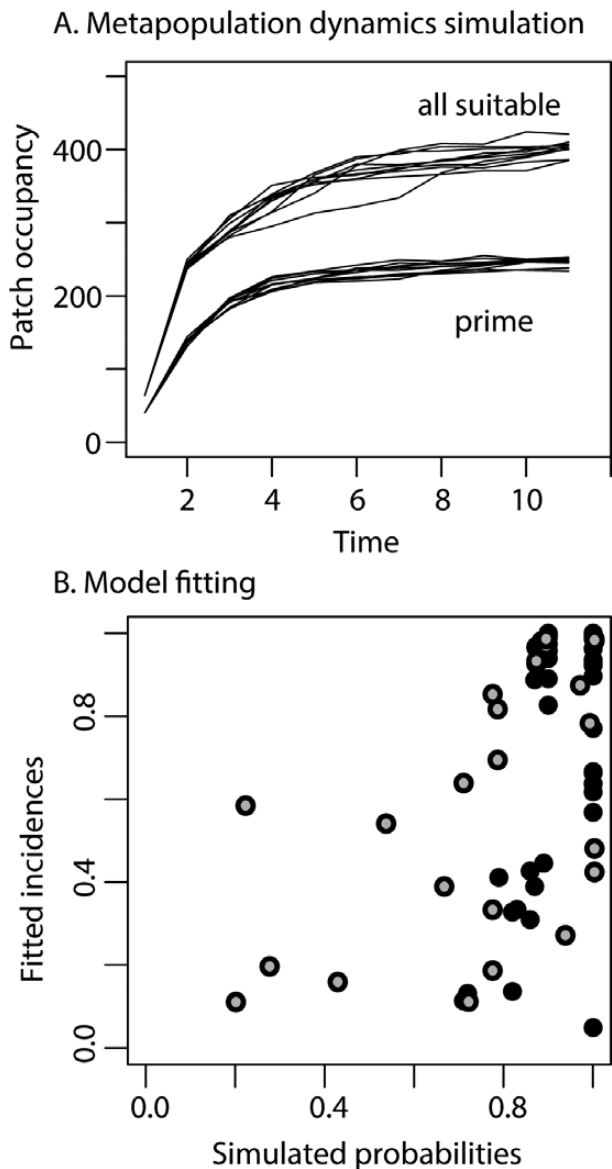 A. Metapopulation dynamics simulation
all suitable
400
Patch occupancy
200
prime
0
2 4 6 8 10
Time
B. Model fitting
0.8
Fitted incidences
0.4
0.0
0.0 0.4 0.8
Simulated probabilities